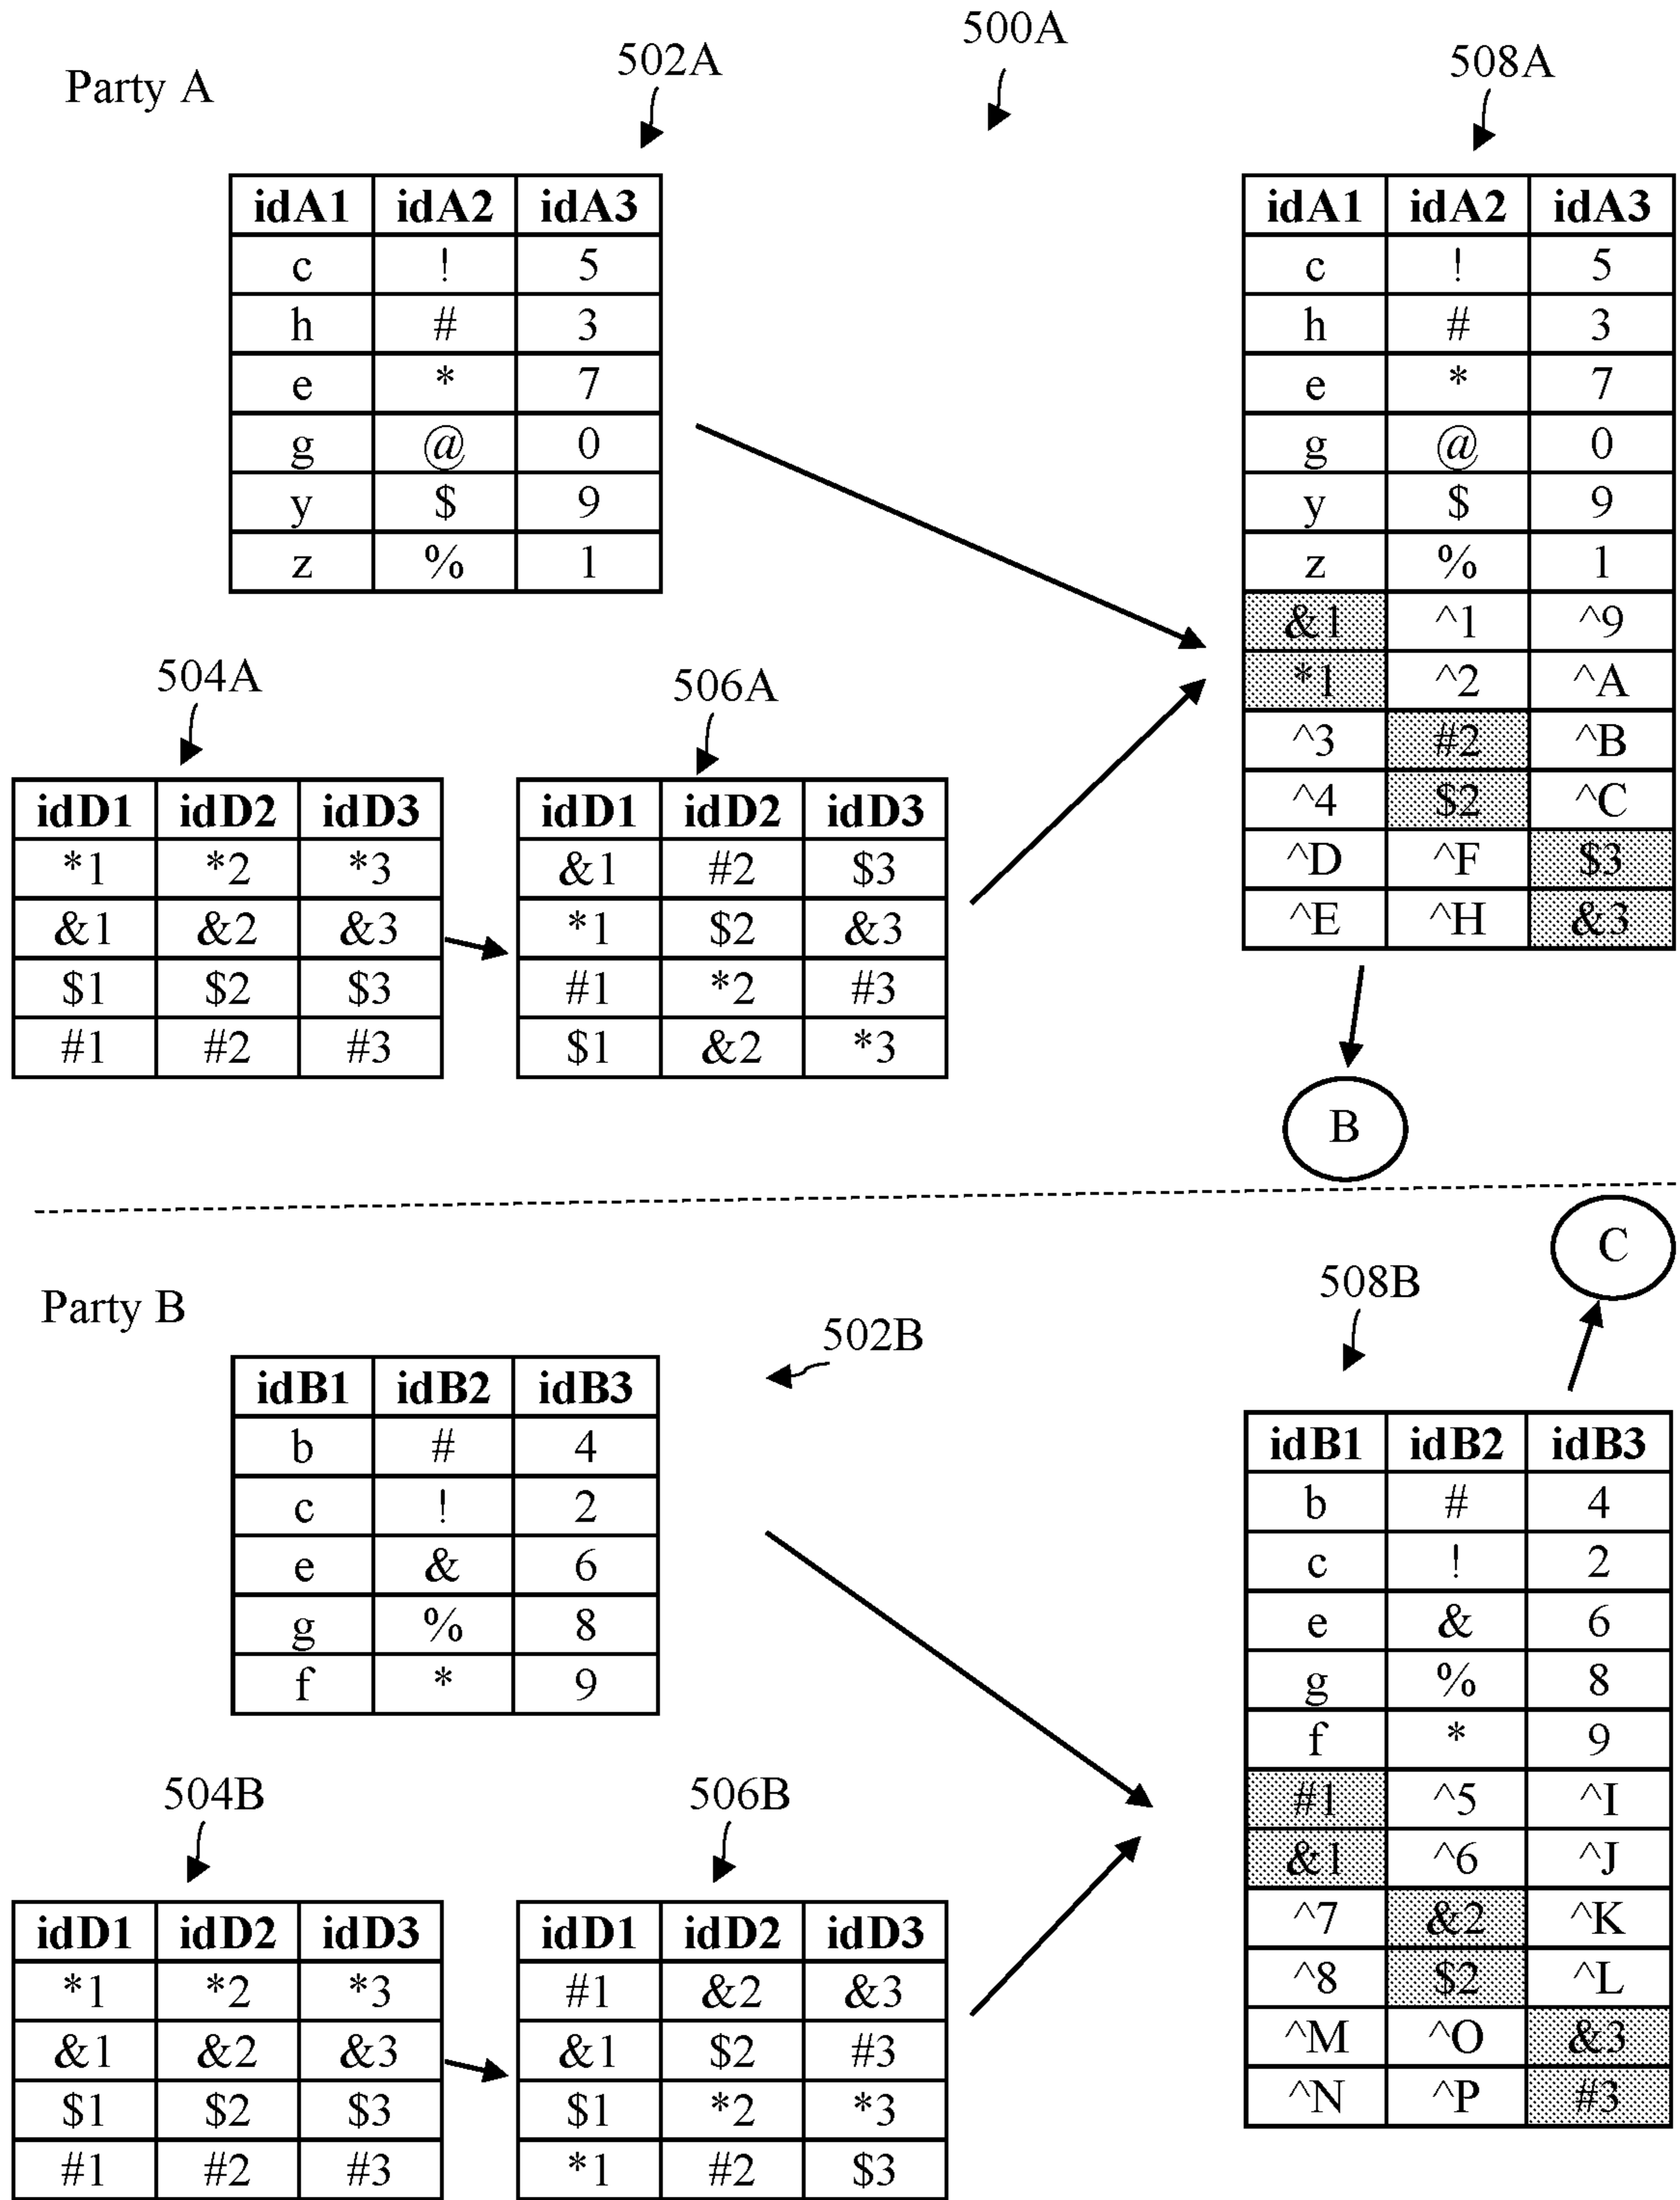 500A
Party A
502A
508A
idA1 idA2 idA3
c ! 5
h # 3
e * 7
g @ 0
y $ 9
z % 1
idA1 idA2 idA3
c ! 5
h # 3
e * 7
g @ 0
y $ 9
z % 1
&1 ^1 ^9
*1 ^2 ^A
^3 #2 ^B
^4 $2 ^C
^D ^F $3
^E ^H &3
504A
506A
idD1 idD2 idD3
*1 *2 *3
&1 &2 &3
$1 $2 $3
#1 #2 #3
idD1 idD2 idD3
&1 #2 $3
*1 $2 &3
#1 *2 #3
$1 &2 *3
B
C
Party B
502B
508B
idB1 idB2 idB3
b # 4
c ! 2
e & 6
g % 8
f * 9
idB1 idB2 idB3
b # 4
c ! 2
e & 6
g % 8
f * 9
#1 ^5 ^I
&1 ^6 ^J
^7 &2 ^K
^8 $2 ^L
^M ^O &3
^N ^P #3
504B
506B
idD1 idD2 idD3
*1 *2 *3
&1 &2 &3
$1 $2 $3
#1 #2 #3
idD1 idD2 idD3
#1 &2 &3
&1 $2 #3
$1 *2 *3
*1 #2 $3